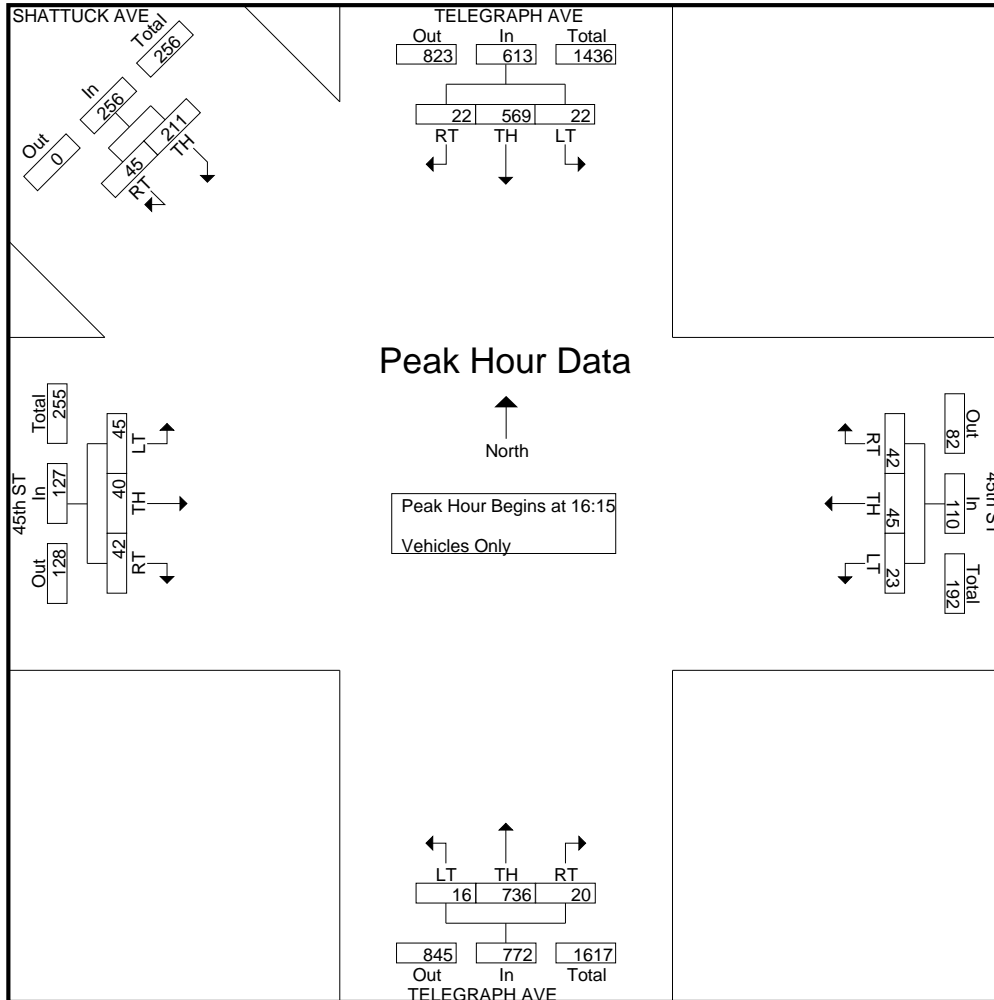 SHATTUCK AVE
Total
256
In
256
Out
0
211
TH
45
RT
TELEGRAPH AVE
Out In Total
823 613 1436
22 569 22
RT TH LT
Peak Hour Data
North
Peak Hour Begins at 16:15
Vehicles Only
45th ST
Total
255
In
127
Out
128
45
LT
40
TH
42
RT
RT
42
TH
45
LT
23
Out
82
In
110
Total
192
45th ST
LT TH RT
16 736 20
845 772 1617
Out In Total
TELEGRAPH AVE